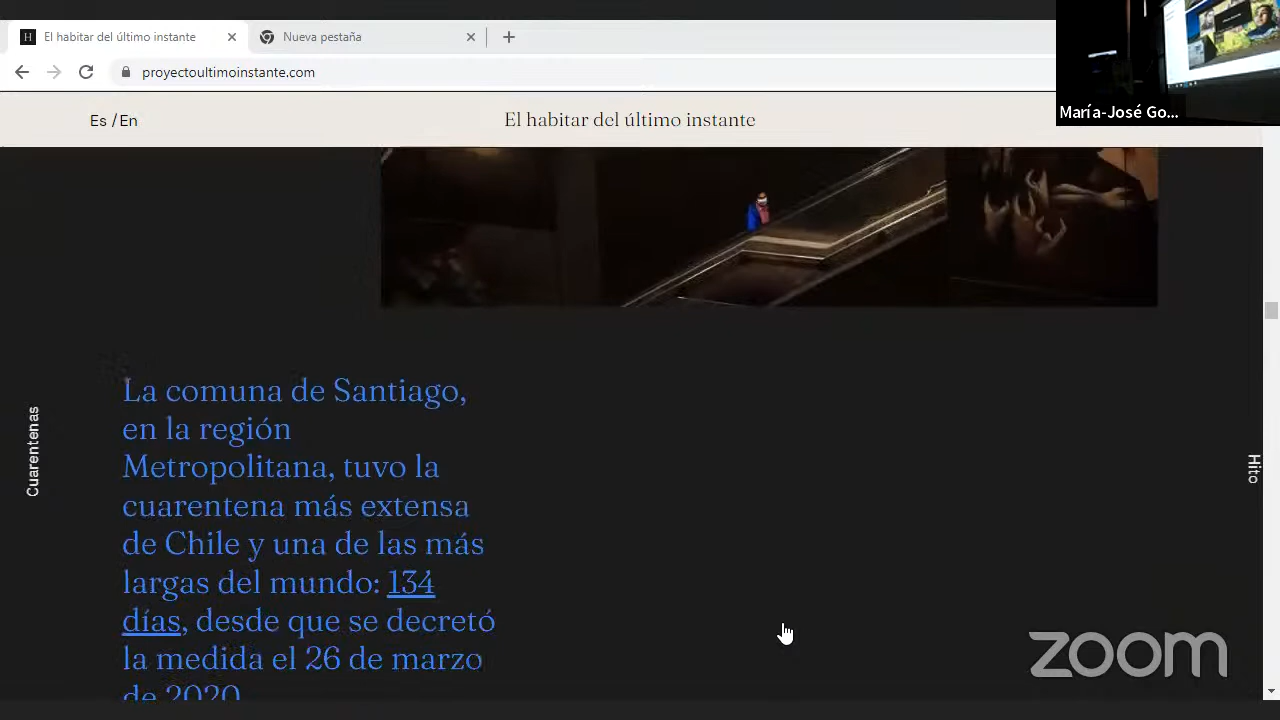 El habitar del último instante
Nueva pestaña
proyectoultimoinstante.com
María-José Go...
Es / En
El habitar del último instante
Cuarentenas
La comuna de Santiago,
en la región
Metropolitana, tuvo la
cuarentena más extensa
de Chile y una de las más
largas del mundo: 134
días, desde que se decretó
la medida el 26 de marzo
de 2020
Hito
zoom